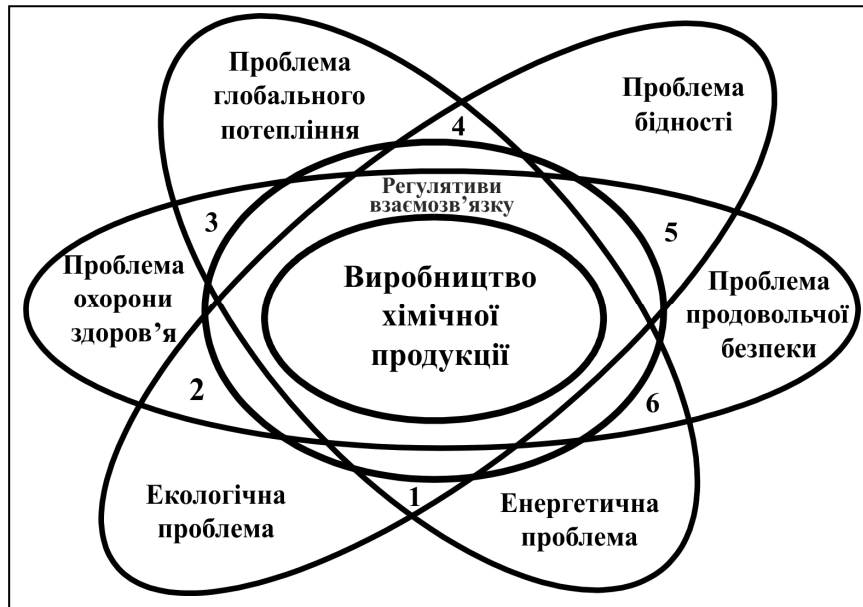 Проблема
глобального
потепління
4
Проблема
бідності
Регулятиви
взаємозв’язку
3
5
Проблема
охорони
здоров’я
Виробництво
хімічної
продукції
Проблема
продовольчої
безпеки
2
6
Екологічна
проблема
1
Енергетична
проблема